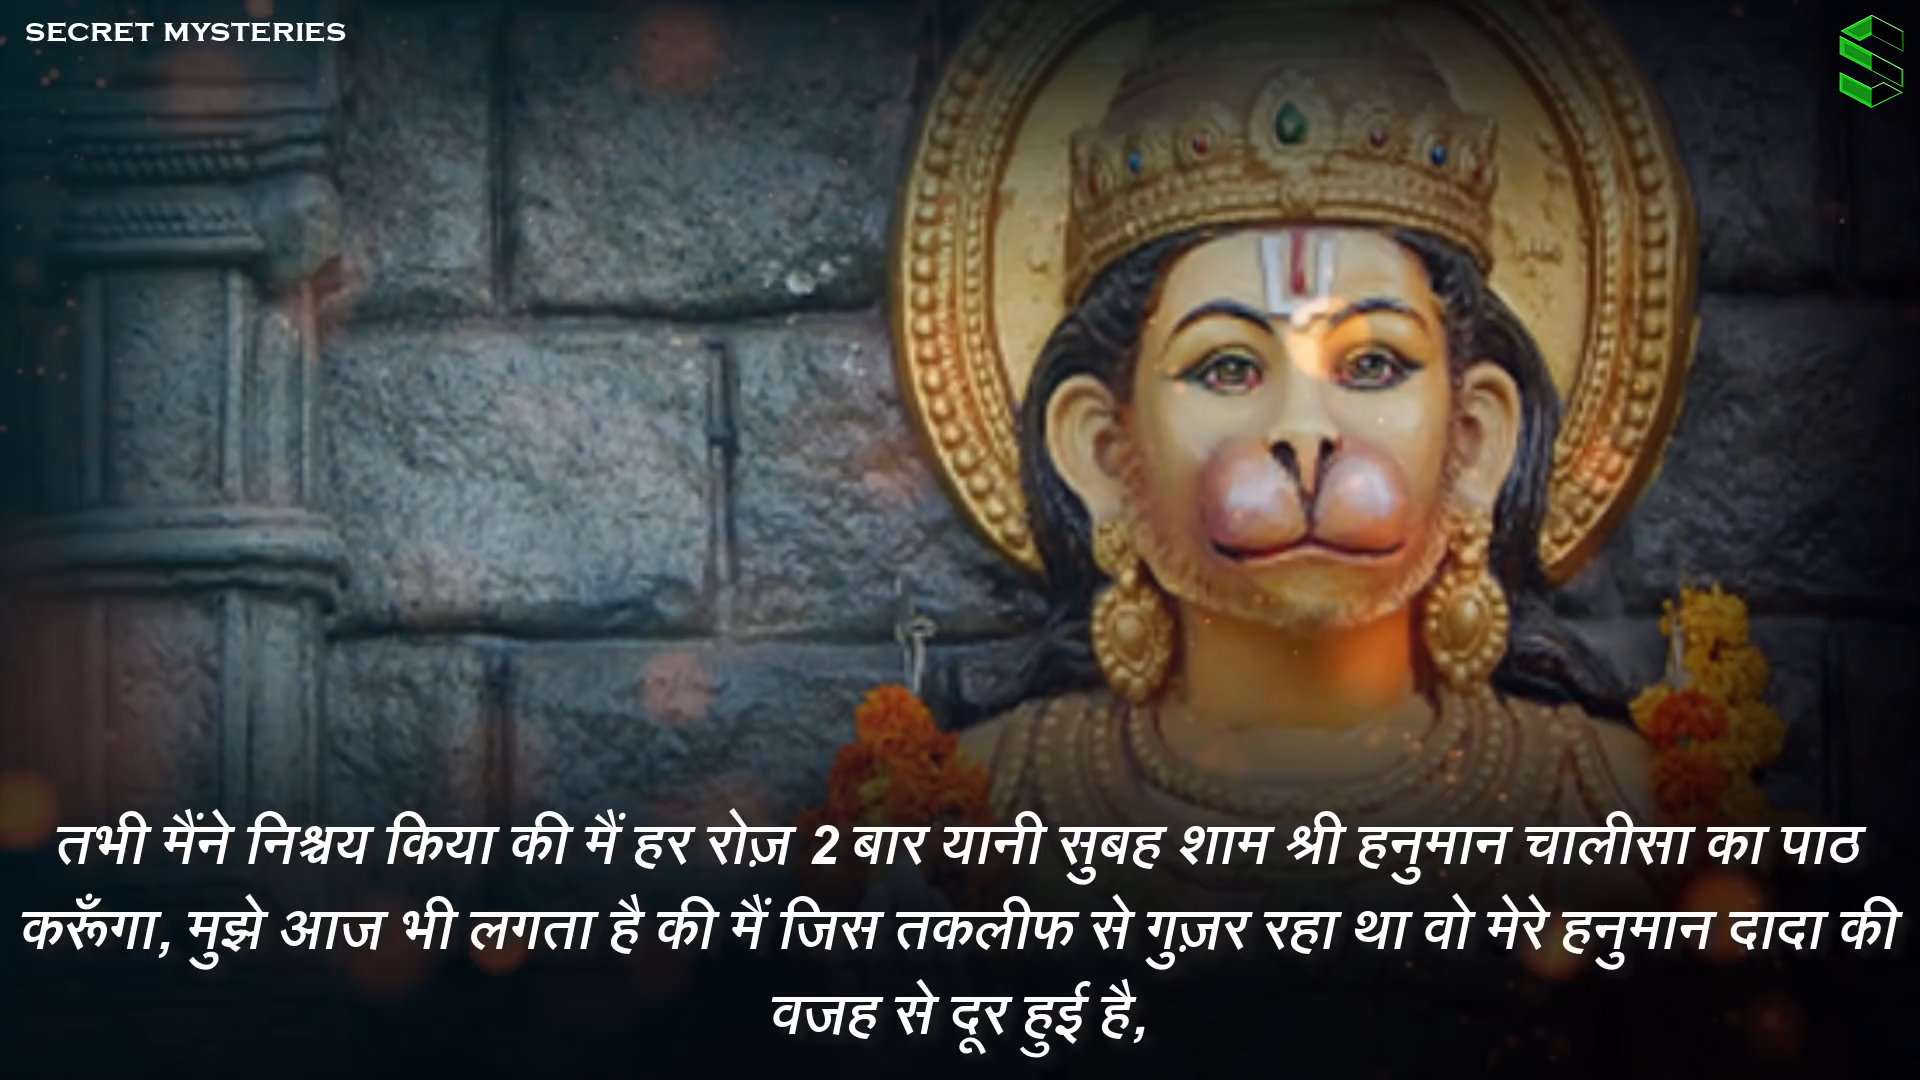 SECRET MYSTERIES
तभी मैंने निश्चय किया की मैं हर रोज़ 2 बार यानी सुबह शाम श्री हनुमान चालीसा का पाठ
करूँगा, मुझे आज भी लगता है की मैं जिस तकलीफ से गुज़र रहा था वो मेरे हनुमान दादा की
वजह से दूर हुई है,